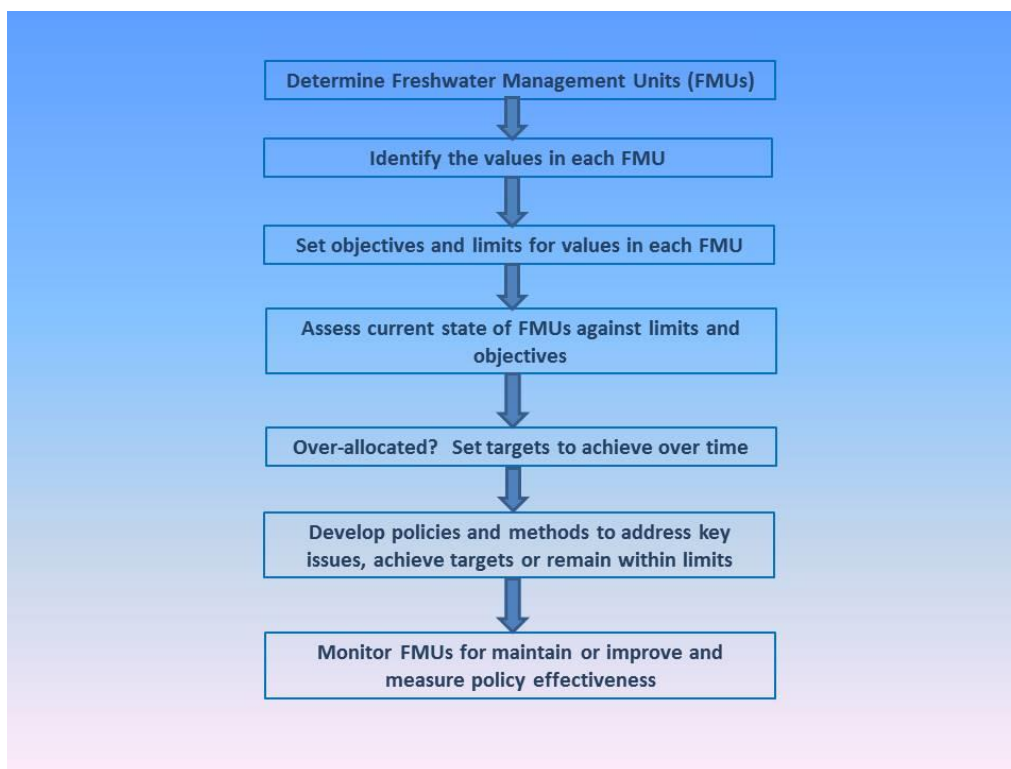 Determine Freshwater Management Units (FMUs)
Identify the values in each FMU
Set objectives and limits for values in each FMU
Assess current state of FMUs against limits and
objectives
Over-allocated? Set targets to achieve over time
Develop policies and methods to address key
issues, achieve targets or remain within limits
Monitor FMUs for maintain or improve and
measure policy effectiveness